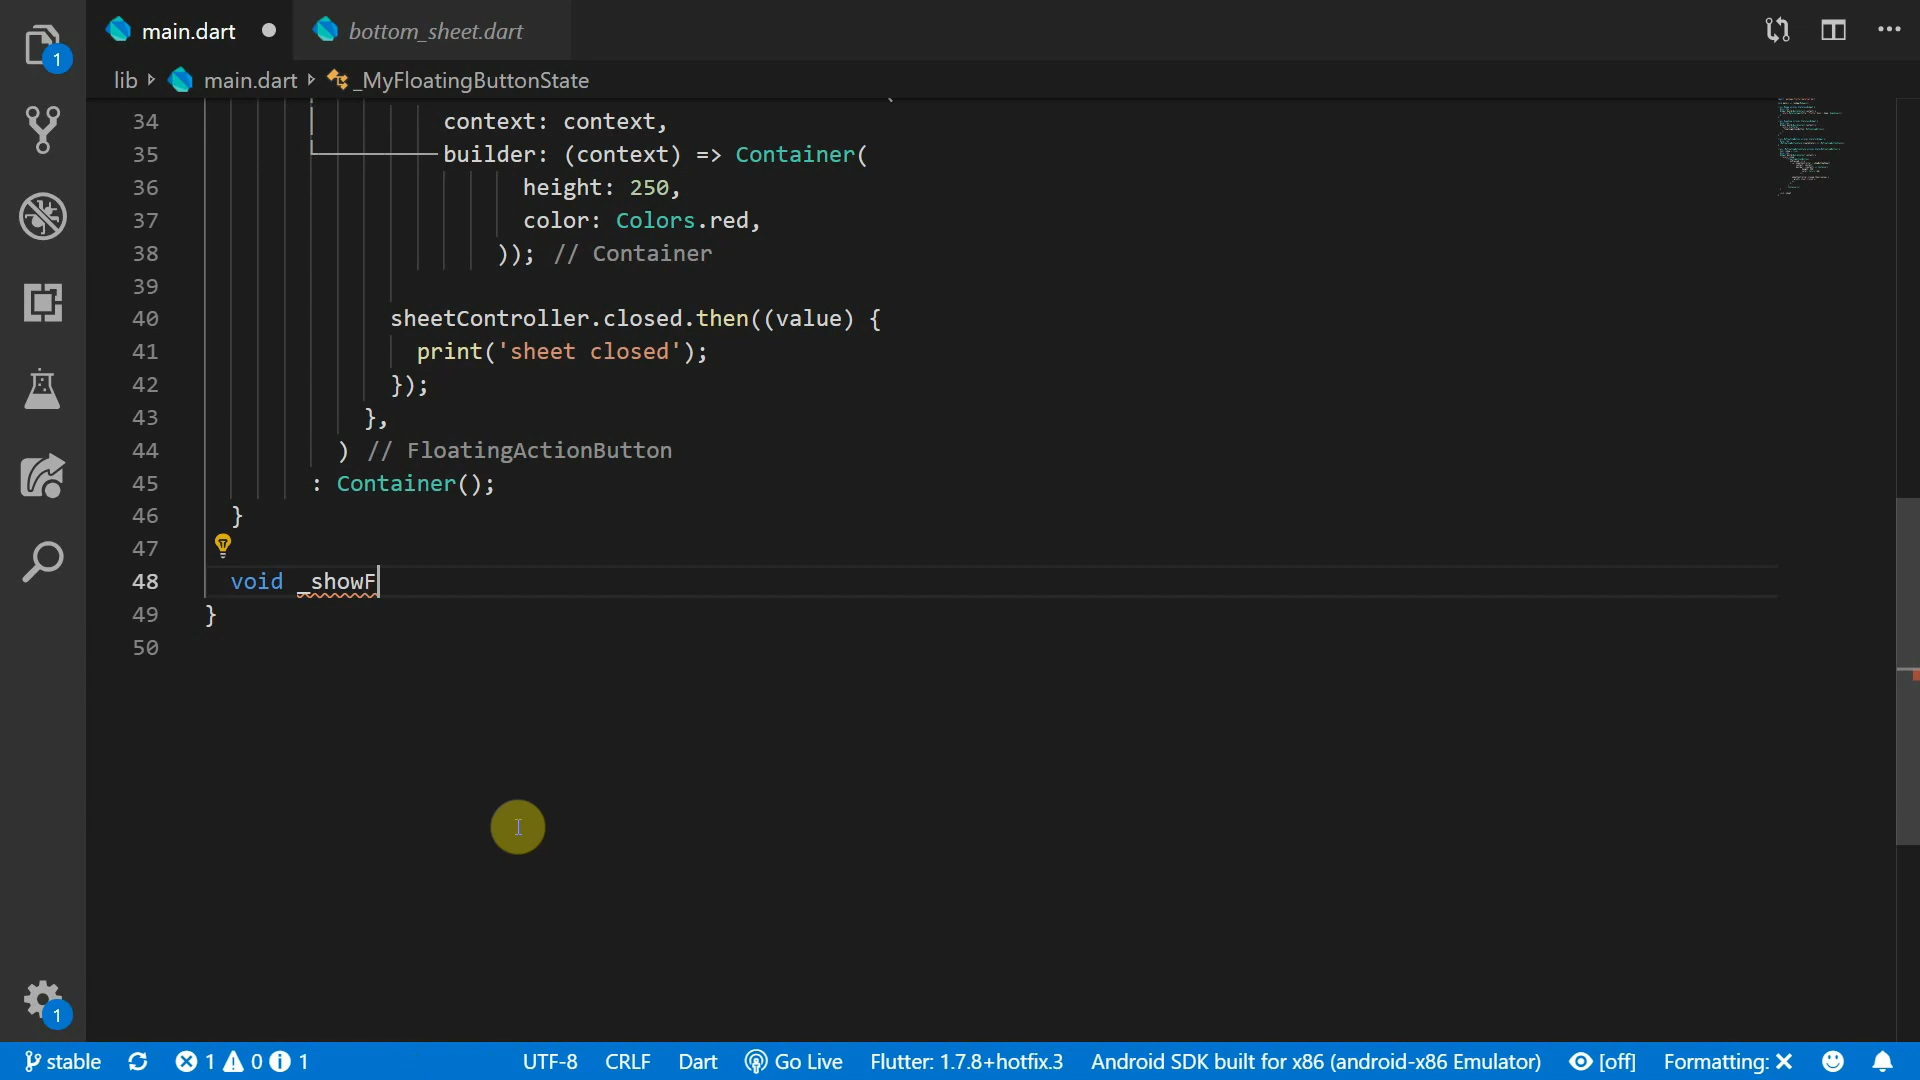 main.dart
bottom_sheet.dart
lib
main.dart
_MyFloatingButtonState
34 context: context,
35 builder: (context) => Container(
36 height: 250,
37 color: Colors.red,
38 )); // Container
39
40 sheetController.closed.then((value) {
41 print('sheet closed');
42 });
43 },
44 ) // FloatingActionButton
45 : Container();
46 }
47
48 void _showF
49 }
50
1
1
stable 1 0 1 UTF-8 CRLF Dart Go Live Flutter: 1.7.8+hotfix.3 Android SDK built for x86 (android-x86 Emulator) [off] Formatting: ✕